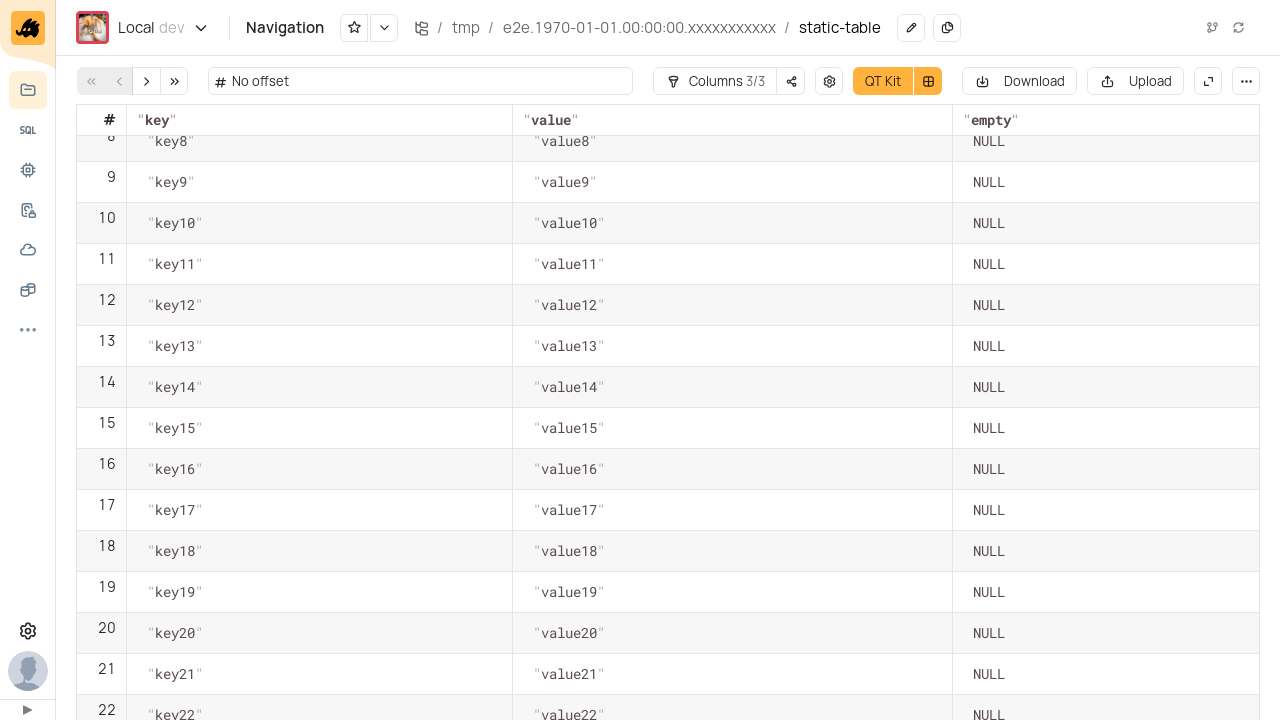 Local dev Navigation / tmp / e2e.1970-01-01.00:00:00.xxxxxxxxxxx / static-table
# No offset Columns 3/3 QT Kit Download Upload
# "key" "value" "empty"
8 "key8" "value8" NULL
9 "key9" "value9" NULL
SQL
10 "key10" "value10" NULL
11 "key11" "value11" NULL
12 "key12" "value12" NULL
13 "key13" "value13" NULL
14 "key14" "value14" NULL
15 "key15" "value15" NULL
16 "key16" "value16" NULL
17 "key17" "value17" NULL
18 "key18" "value18" NULL
19 "key19" "value19" NULL
20 "key20" "value20" NULL
21 "key21" "value21" NULL
22 "key22" "value22" NULL